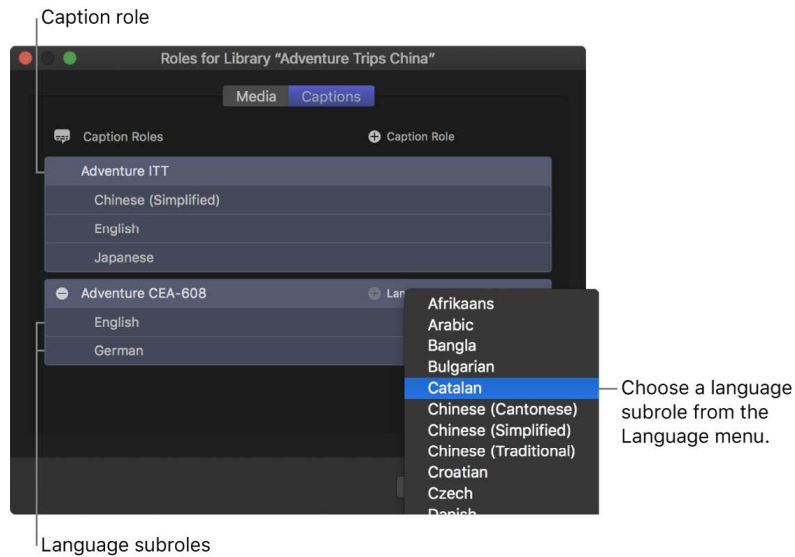 Caption role
Roles for Library “Adventure Trips China”
Media Captions
Caption Roles
Caption Role
Adventure ITT
Chinese (Simplified)
English
Japanese
Adventure CEA-608
Lan
English
German
Afrikaans
Arabic
Bangla
Bulgarian
Catalan
Chinese (Cantonese)
Chinese (Simplified)
Chinese (Traditional)
Croatian
Czech
Danish
Choose a language
subrole from the
Language menu.
Language subroles